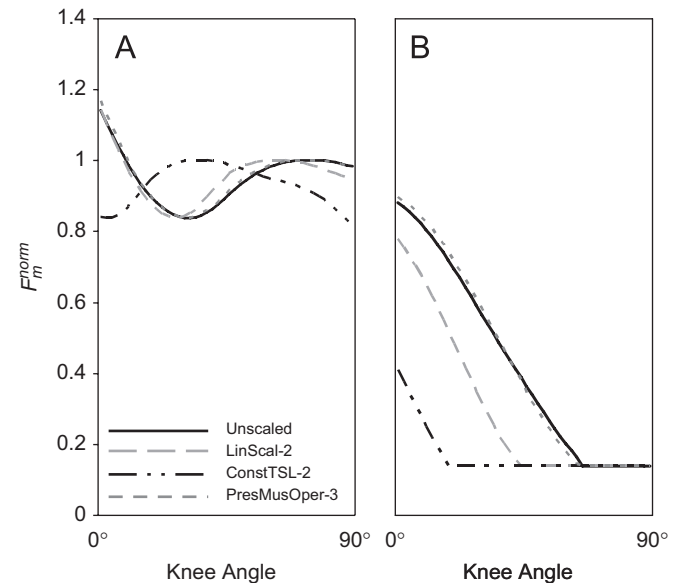 1.4
1.2
1
0.8
0.6
0.4
0.2
0
F_m^norm
A
B
Unscaled
LinScal-2
ConstTSL-2
PresMusOper-3
0° 90° 0° 90°
Knee Angle Knee Angle